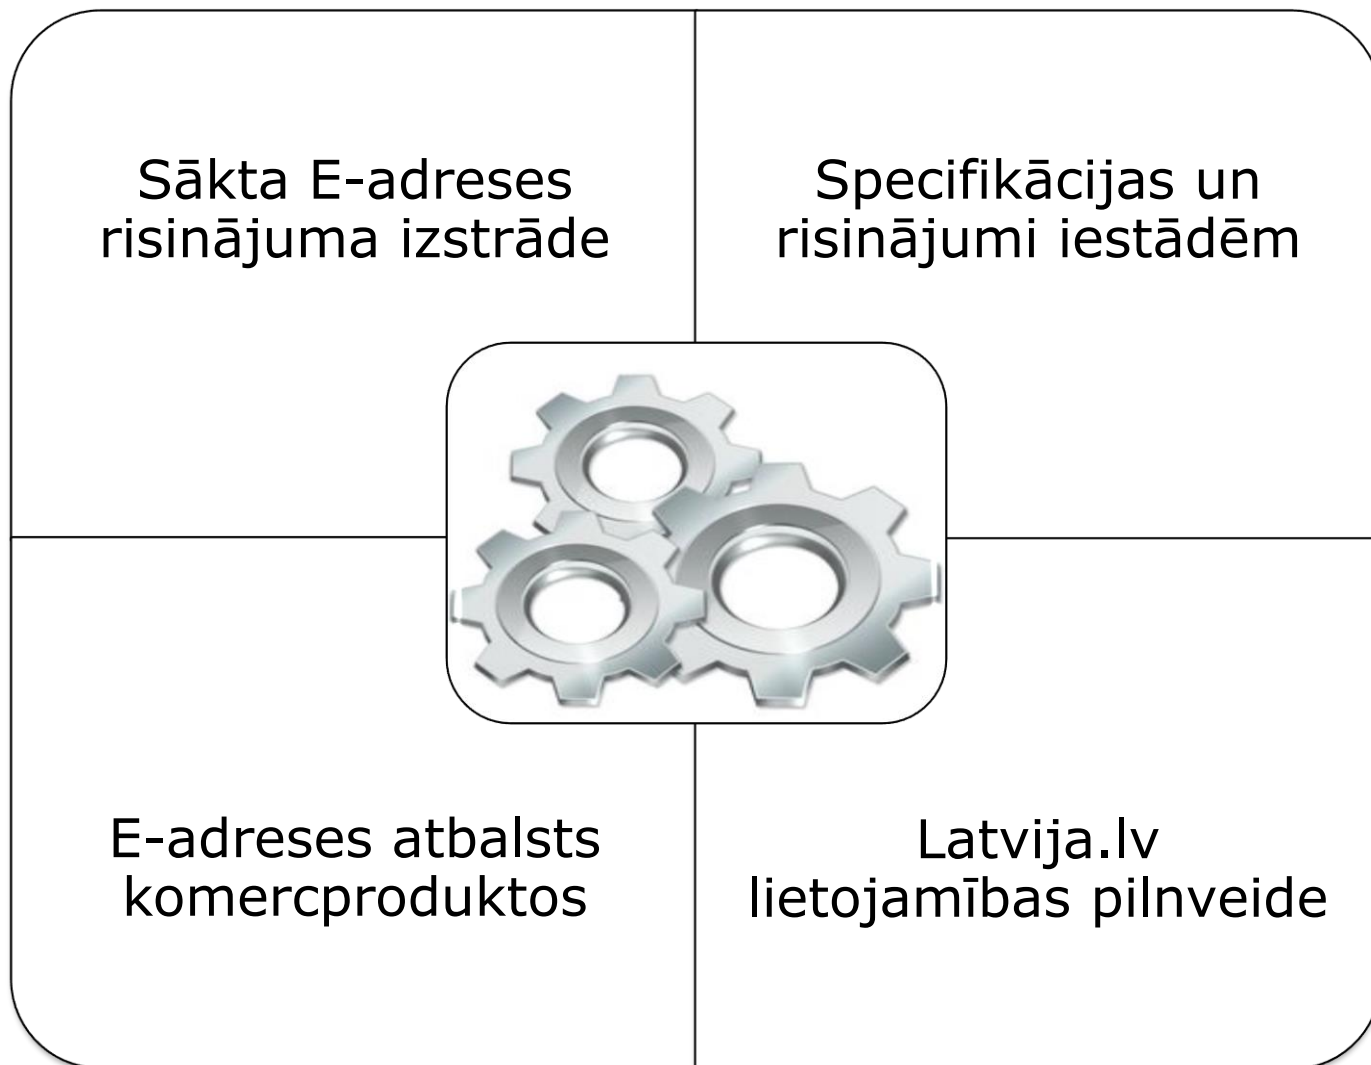 Sākta E-adreses
risinājuma izstrāde
Specifikācijas un
risinājumi iestādēm
E-adreses atbalsts
komercproduktos
Latvija.lv
lietojamības pilnveide